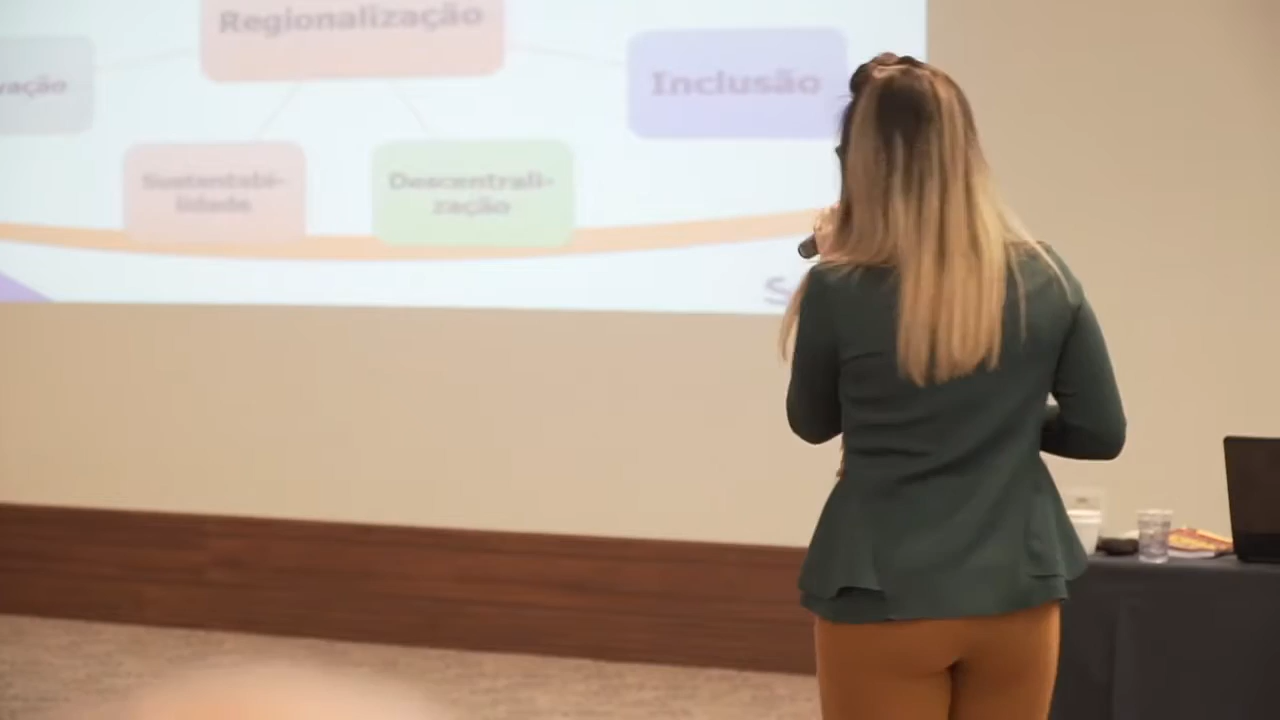 Regionalização
vação
Inclusão
Sustentabi-
lidade
Descentrali-
zação
S